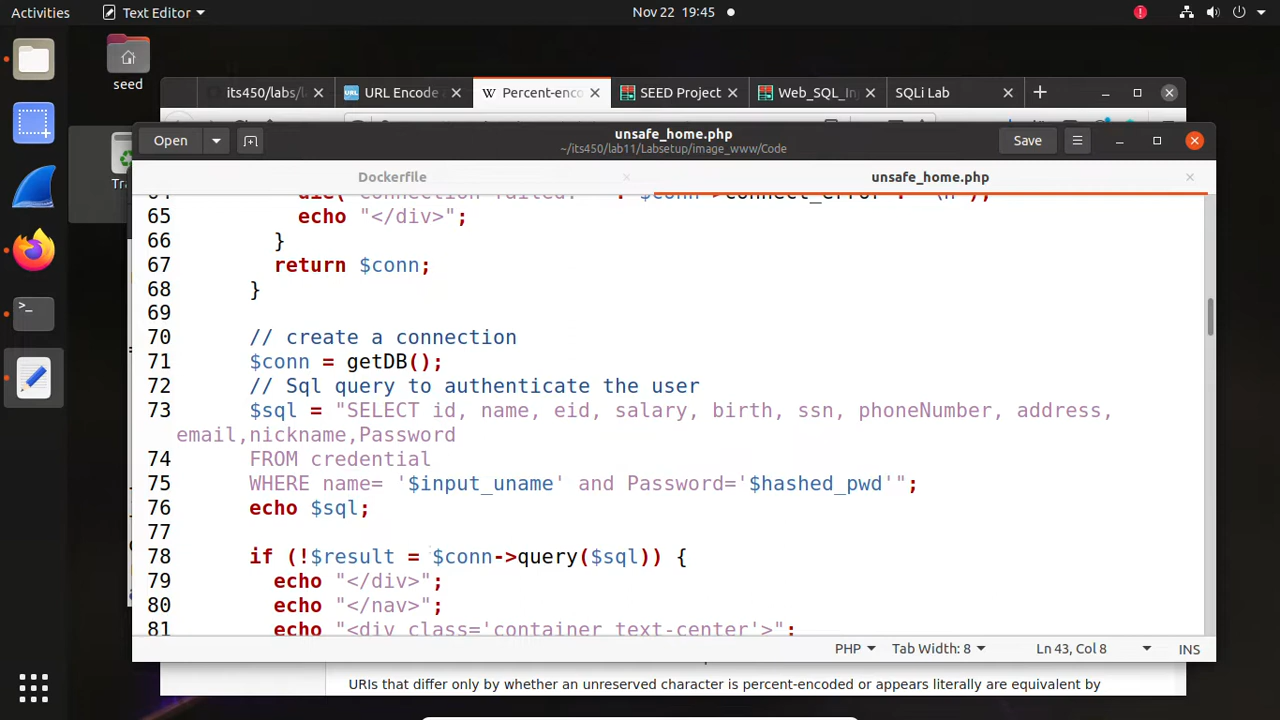 Activities
Text Editor
Nov 22 19:45
seed
its450/labs/l
URL Encode a
Percent-enco
SEED Project
Web_SQL_In
SQLi Lab
Open
unsafe_home.php
~/its450/lab11/Labsetup/image_www/Code
Save
Dockerfile
unsafe_home.php
65 echo "</div>";
66 }
67 return $conn;
68 }
69
70 // create a connection
71 $conn = getDB();
72 // Sql query to authenticate the user
73 $sql = "SELECT id, name, eid, salary, birth, ssn, phoneNumber, address,
email,nickname,Password
74 FROM credential
75 WHERE name= '$input_uname' and Password='$hashed_pwd'";
76 echo $sql;
77
78 if (!$result = $conn->query($sql)) {
79 echo "</div>";
80 echo "</nav>";
81 echo "<div class='container text-center'>";
PHP
Tab Width: 8
Ln 43, Col 8
INS
URIs that differ only by whether an unreserved character is percent-encoded or appears literally are equivalent by